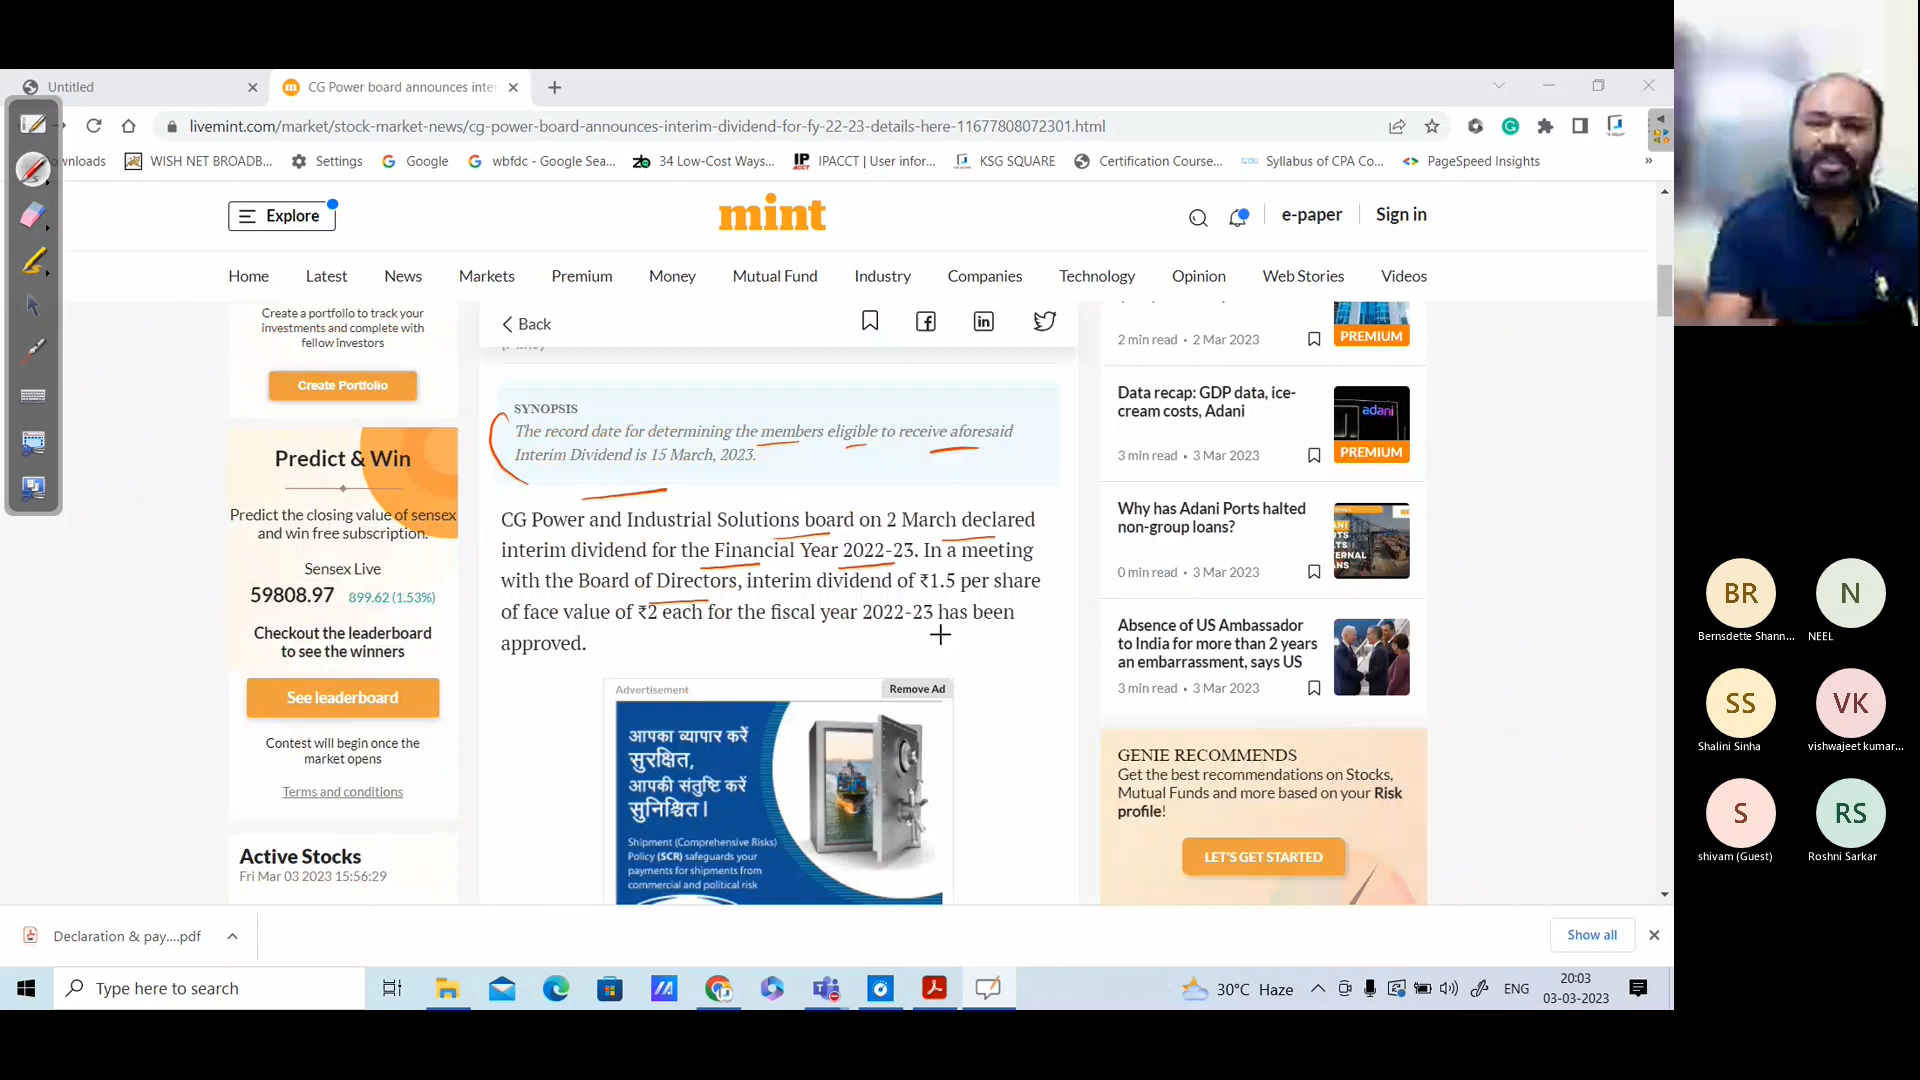 Untitled
CG Power board announces inter
livemint.com/market/stock-market-news/cg-power-board-announces-interim-dividend-for-fy-22-23-details-here-11677808072301.html
wnloads
WISH NET BROADB...
Settings
Google
wbfdc - Google Sea...
34 Low-Cost Ways...
IPACCT | User infor...
KSG SQUARE
Certification Course...
Syllabus of CPA Co...
PageSpeed Insights
»
Explore
mint
e-paper
Sign in
Home
Latest
News
Markets
Premium
Money
Mutual Fund
Industry
Companies
Technology
Opinion
Web Stories
Videos
Create a portfolio to track your
investments and complete with
fellow investors
Create Portfolio
Predict & Win
Predict the closing value of sensex
and win free subscription.
Sensex Live
59808.97 899.62 (1.53%)
Checkout the leaderboard
to see the winners
See leaderboard
Contest will begin once the
market opens
Terms and conditions
Active Stocks
Fri Mar 03 2023 15:56:29
Back
SYNOPSIS
The record date for determining the members eligible to receive aforesaid
Interim Dividend is 15 March, 2023.
CG Power and Industrial Solutions board on 2 March declared
interim dividend for the Financial Year 2022-23. In a meeting
with the Board of Directors, interim dividend of ₹1.5 per share
of face value of ₹2 each for the fiscal year 2022-23 has been
approved.
Advertisement
Remove Ad
आपका व्यापार करें
सुरक्षित,
आपकी संतुष्टि करें
सुनिश्चित।
Shipment (Comprehensive Risks)
Policy (SCR) safeguards your
payments for shipments from
commercial and political risk
2 min read • 2 Mar 2023
PREMIUM
Data recap: GDP data, ice-
cream costs, Adani
adani
3 min read • 3 Mar 2023
PREMIUM
Why has Adani Ports halted
non-group loans?
0 min read • 3 Mar 2023
Absence of US Ambassador
to India for more than 2 years
an embarrassment, says US
3 min read • 3 Mar 2023
GENIE RECOMMENDS
Get the best recommendations on Stocks,
Mutual Funds and more based on your Risk
profile!
LET'S GET STARTED
Declaration & pay....pdf
Show all
Type here to search
30°C Haze
ENG
20:03
03-03-2023
BR
Bernsdette Shann...
N
NEEL
SS
Shalini Sinha
VK
vishwajeet kumar...
S
shivam (Guest)
RS
Roshni Sarkar